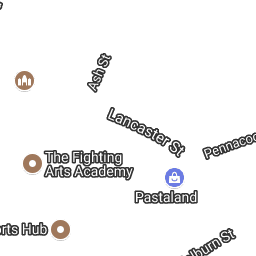 Ash St
Lancaster St
Pennacoo
The Fighting
Arts Academy
Pastaland
orts Hub
lburn St